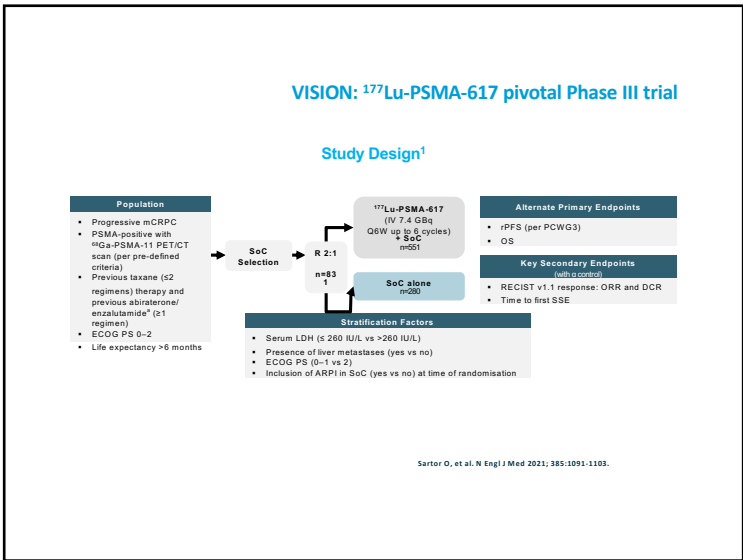 VISION: ¹⁷⁷Lu-PSMA-617 pivotal Phase III trial
Study Design¹
Population
• Progressive mCRPC
• PSMA-positive with
⁶⁸Ga-PSMA-11 PET/CT
scan (per pre-defined
criteria)
• Previous taxane (≤2
regimens) therapy and
previous abiraterone/
enzalutamideª (≥1
regimen)
• ECOG PS 0–2
• Life expectancy >6 months
SoC
Selection
R 2:1
n=83
1
¹⁷⁷Lu-PSMA-617
(IV 7.4 GBq
Q6W up to 6 cycles)
+ SoC
n=551
SoC alone
n=280
Alternate Primary Endpoints
• rPFS (per PCWG3)
• OS
Key Secondary Endpoints
(with α control)
• RECIST v1.1 response: ORR and DCR
• Time to first SSE
Stratification Factors
• Serum LDH (≤ 260 IU/L vs >260 IU/L)
• Presence of liver metastases (yes vs no)
• ECOG PS (0–1 vs 2)
• Inclusion of ARPI in SoC (yes vs no) at time of randomisation
Sartor O, et al. N Engl J Med 2021; 385:1091-1103.